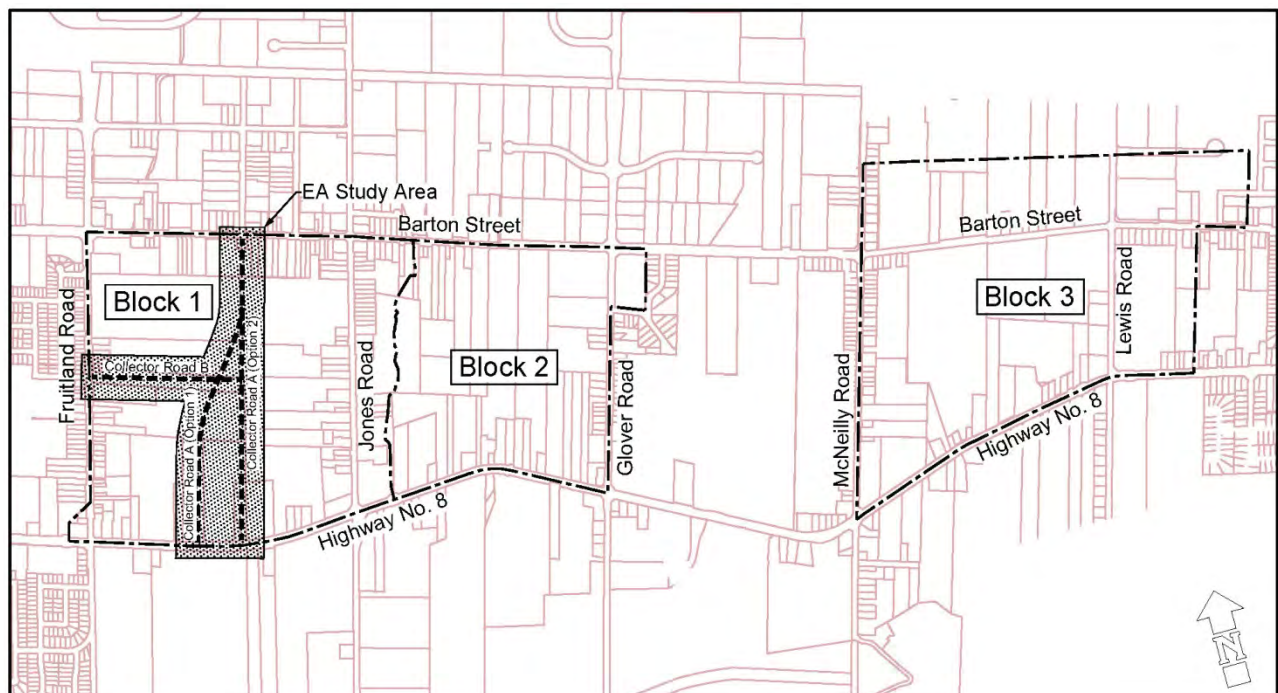 EA Study Area
Barton Street
Barton Street
Block 1
Block 2
Block 3
Fruitland Road
Collector Road B
Collector Road A (Option 1)
Collector Road A (Option 2)
Jones Road
Glover Road
McNeilly Road
Lewis Road
Highway No. 8
Highway No. 8
N